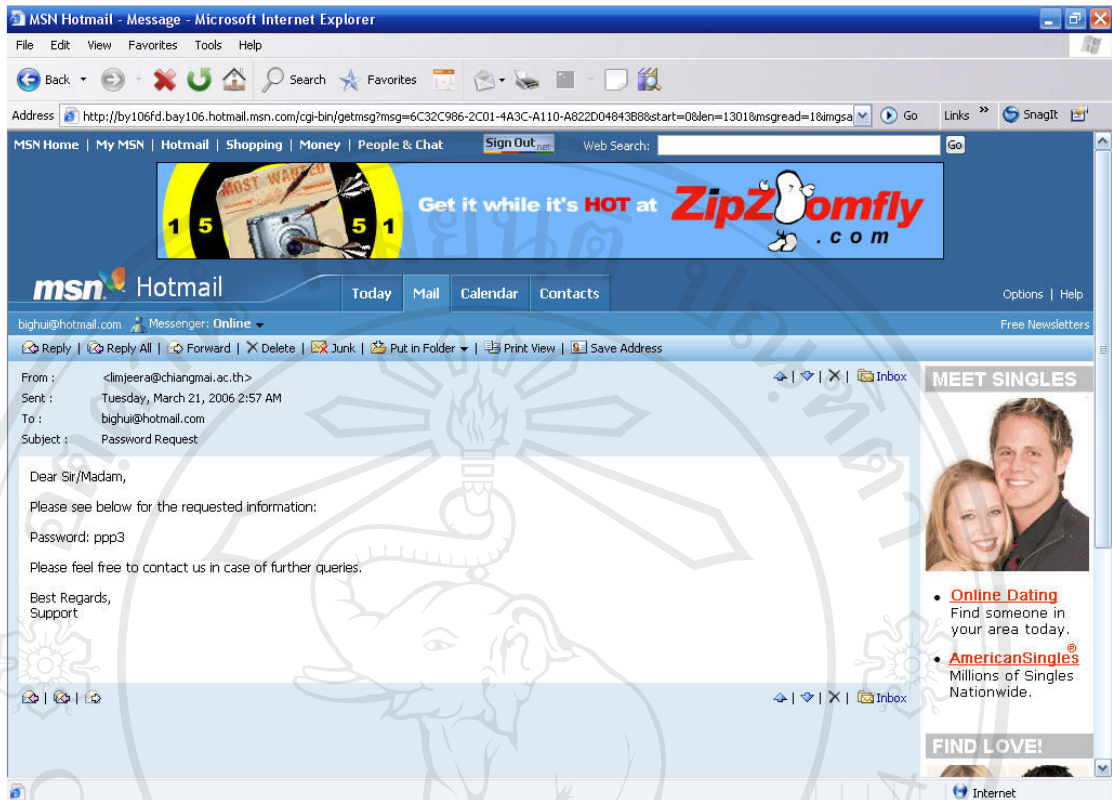 MSN Hotmail - Message - Microsoft Internet Explorer
File Edit View Favorites Tools Help
Back Search Favorites
Address http://by106fd.bay106.hotmail.msn.com/cgi-bin/getmsg?msg=6C32C986-2C01-4A3C-A110-A822D04843B8&start=0&len=1301&msgread=1&imgsa Go Links » SnagIt
MSN Home | My MSN | Hotmail | Shopping | Money | People & Chat Sign Out .net Web Search: Go
MOST WANTED
15 51
Get it while it's HOT at ZipZoomfly
.com
msn Hotmail Today Mail Calendar Contacts Options | Help
bighui@hotmail.com Messenger: Online Free Newsletters
Reply | Reply All | Forward | Delete | Junk | Put in Folder | Print View | Save Address
From : <limjeera@chiangmai.ac.th> | | | Inbox
Sent : Tuesday, March 21, 2006 2:57 AM
To : bighui@hotmail.com
Subject : Password Request
MEET SINGLES
Dear Sir/Madam,
Please see below for the requested information:
Password: ppp3
Please feel free to contact us in case of further queries.
Best Regards,
Support
• Online Dating
Find someone in
your area today.
• AmericanSingles®
Millions of Singles
Nationwide.
| | | | | Inbox
FIND LOVE!
Internet